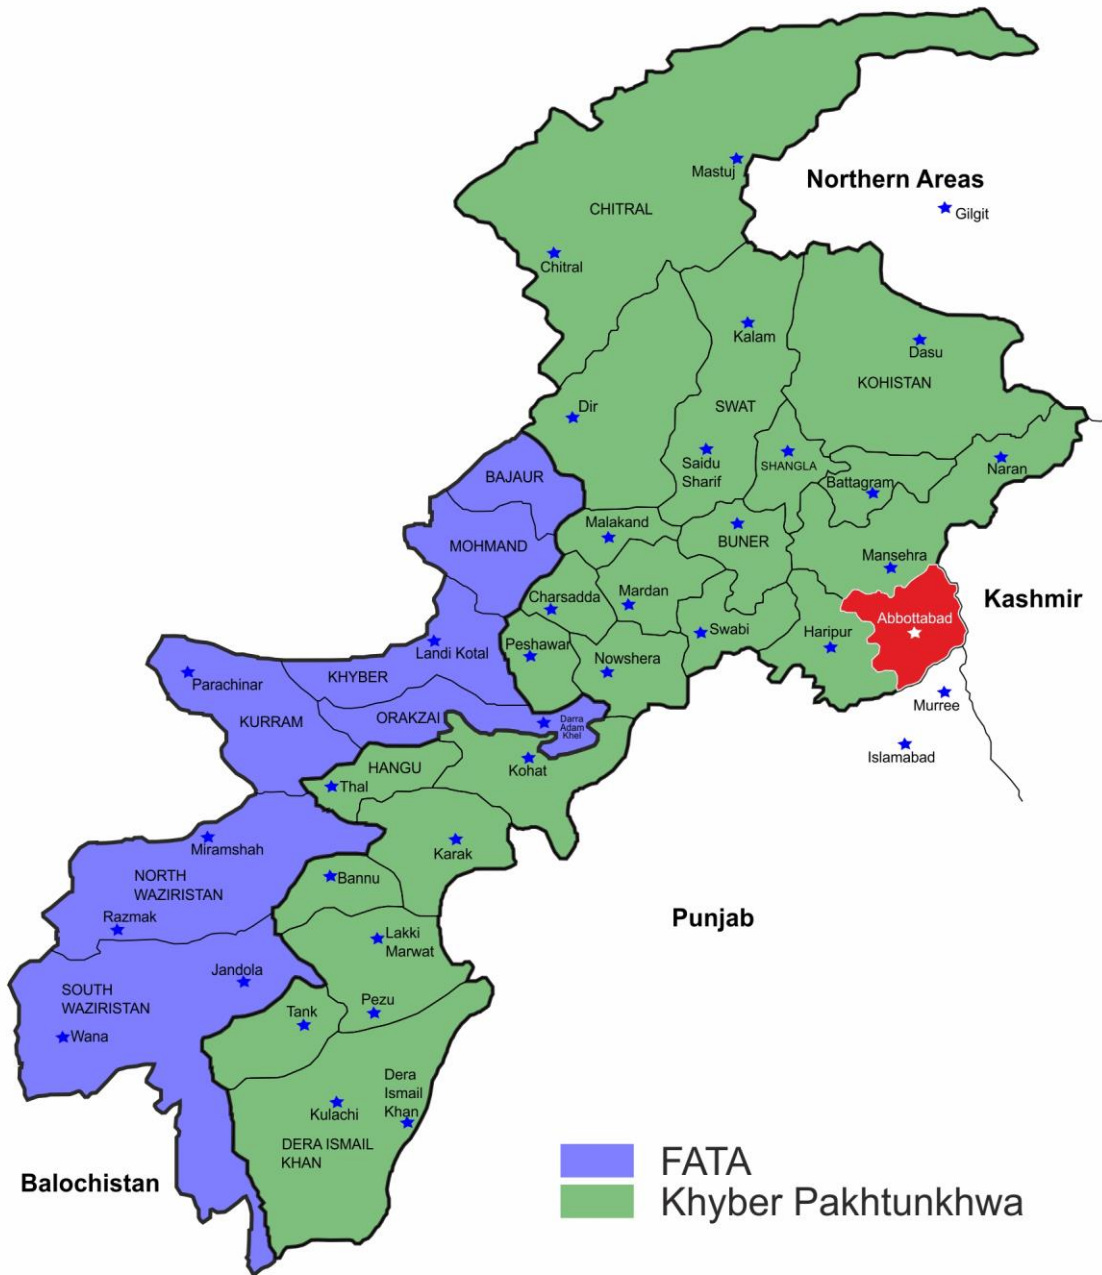 Mastuj
Northern Areas
CHITRAL
Gilgit
Chitral
Kalam
Dasu
KOHISTAN
Dir
SWAT
Saidu
Sharif
SHANGLA
Naran
BAJAUR
Battagram
Malakand
BUNER
MOHMAND
Mansehra
Charsadda
Mardan
Kashmir
Abbottabad
Swabi
Haripur
Peshawar
Landi Kotal
Nowshera
Parachinar
KHYBER
Murree
KURRAM
ORAKZAI
Darra
Adam
Khel
Islamabad
Kohat
HANGU
Thal
Miramshah
Karak
NORTH
WAZIRISTAN
Bannu
Punjab
Razmak
Lakki
Marwat
Jandola
SOUTH
WAZIRISTAN
Pezu
Tank
Wana
Dera
Ismail
Khan
Kulachi
DERA ISMAIL
KHAN
Balochistan
FATA
Khyber Pakhtunkhwa